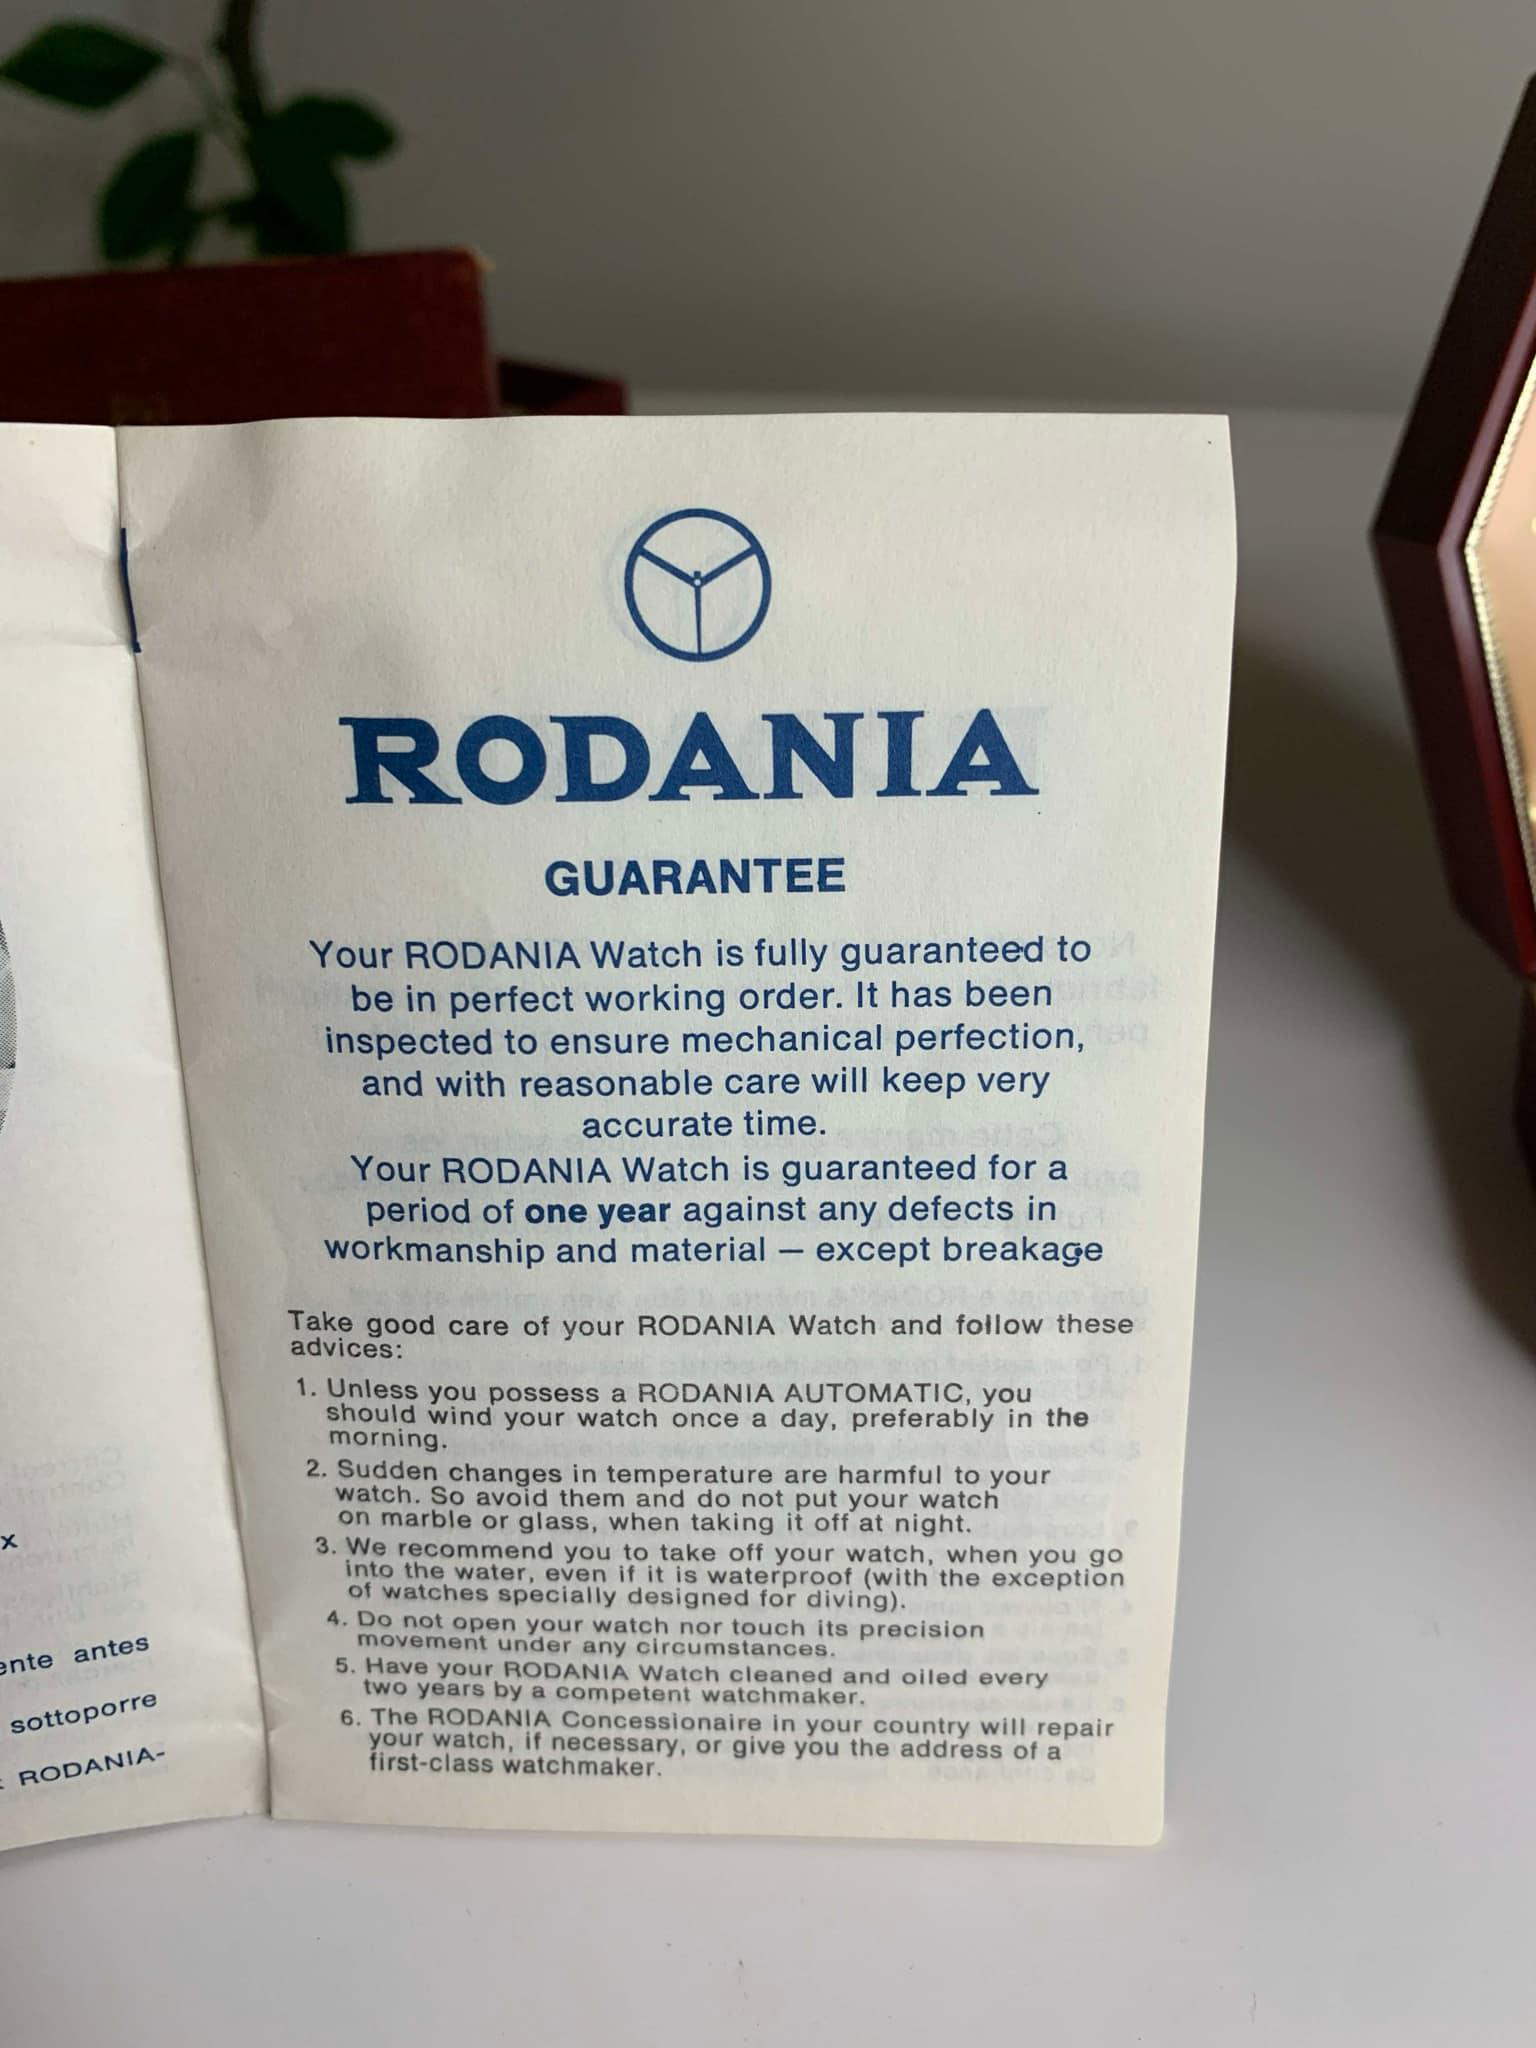 x
ente antes
sottoporre
RODANIA-
RODANIA
GUARANTEE
Your RODANIA Watch is fully guaranteed to
be in perfect working order. It has been
inspected to ensure mechanical perfection,
and with reasonable care will keep very
accurate time.
Your RODANIA Watch is guaranteed for a
period of one year against any defects in
workmanship and material – except breakage
Take good care of your RODANIA Watch and follow these
advices:
1. Unless you possess a RODANIA AUTOMATIC, you
should wind your watch once a day, preferably in the
morning.
2. Sudden changes in temperature are harmful to your
watch. So avoid them and do not put your watch
on marble or glass, when taking it off at night.
3. We recommend you to take off your watch, when you go
into the water, even if it is waterproof (with the exception
of watches specially designed for diving).
4. Do not open your watch nor touch its precision
movement under any circumstances.
5. Have your RODANIA Watch cleaned and oiled every
two years by a competent watchmaker.
6. The RODANIA Concessionaire in your country will repair
your watch, if necessary, or give you the address of a
first-class watchmaker.